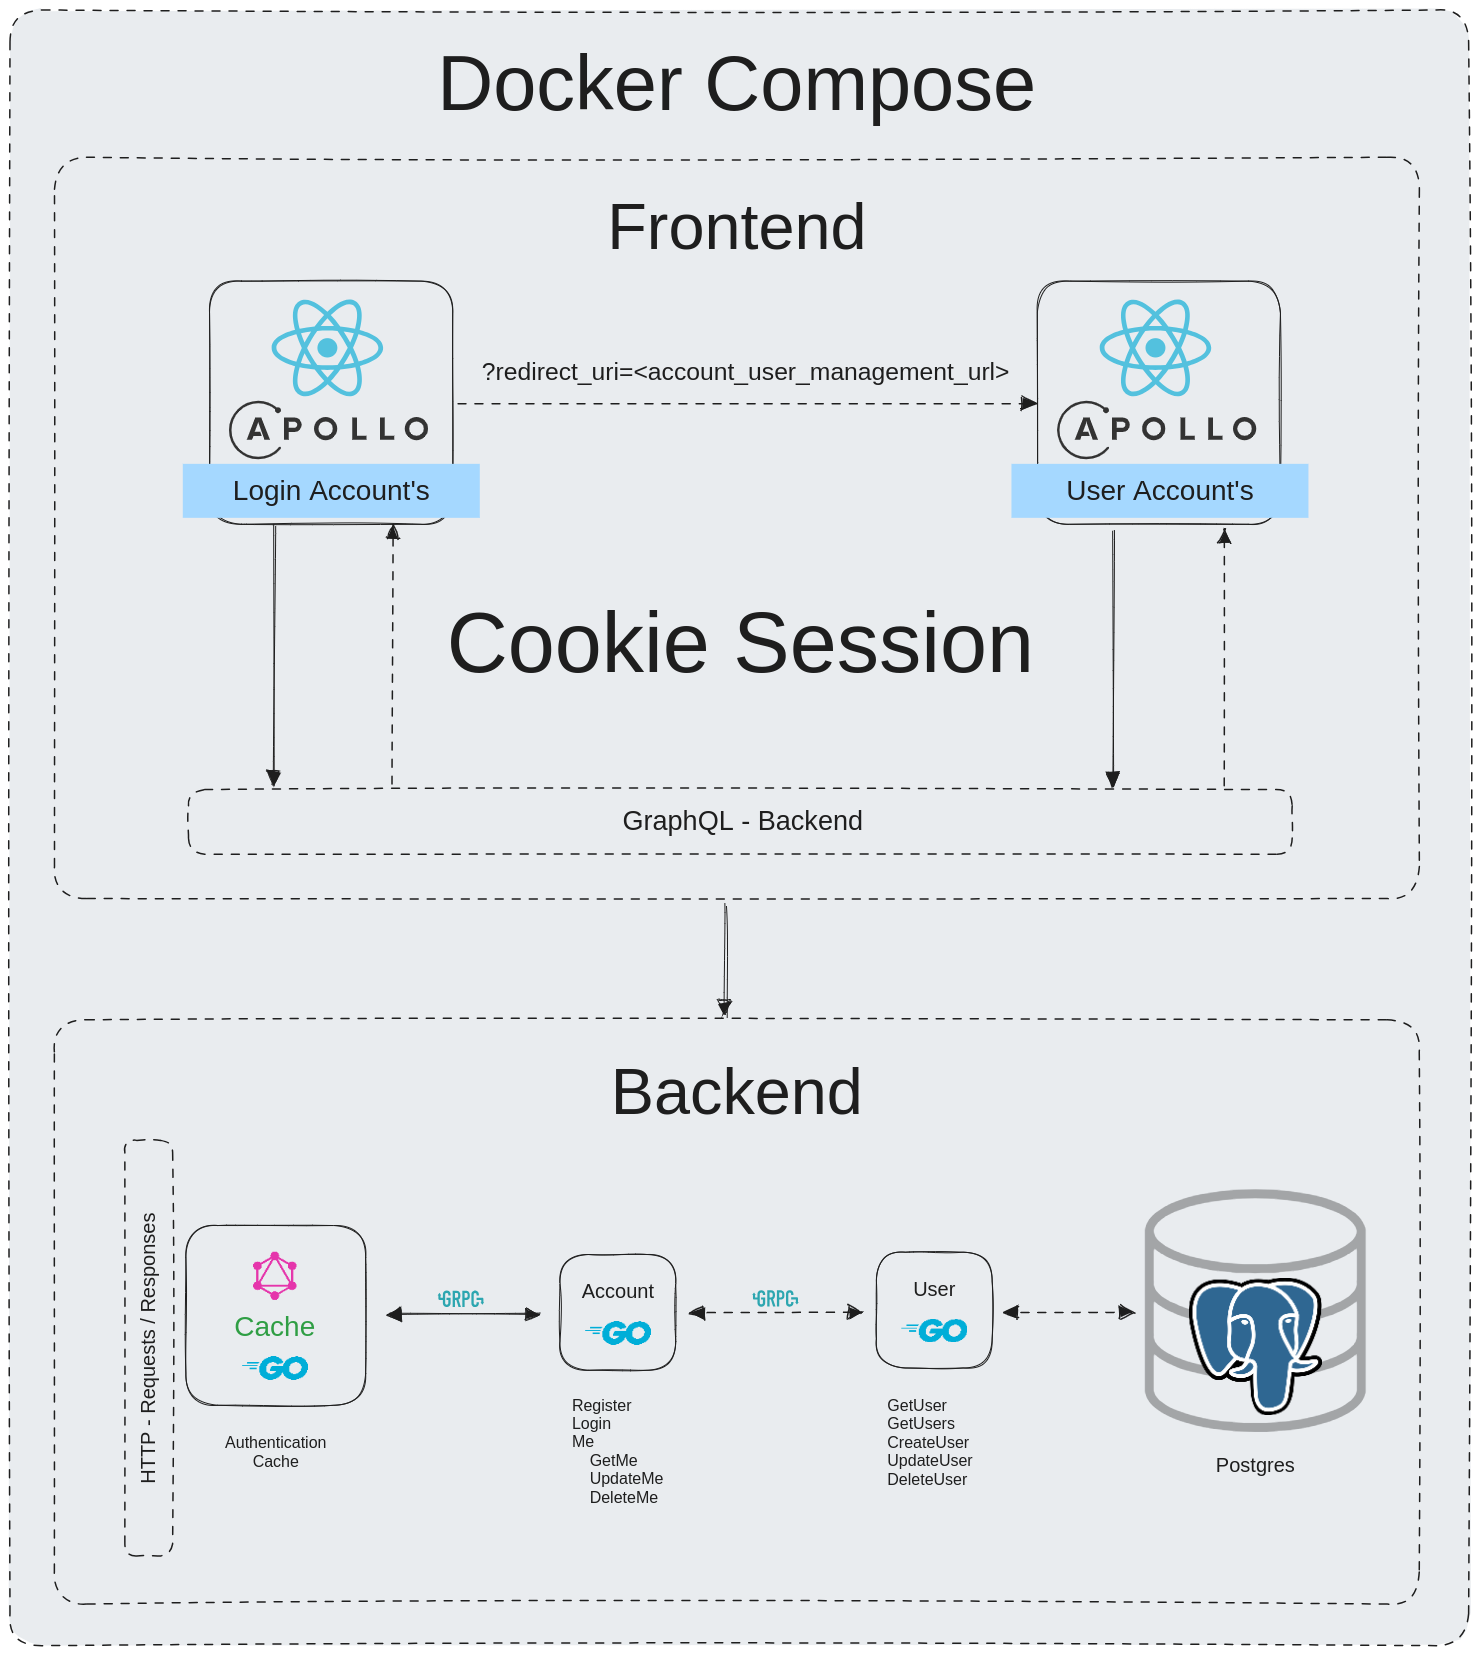 Docker Compose
Frontend
APOLLO
Login Account's
?redirect_uri=<account_user_management_url>
APOLLO
User Account's
Cookie Session
GraphQL - Backend
Backend
HTTP - Requests / Responses
Cache
GO
Authentication
Cache
GRPC
Account
GO
Register
Login
Me
GetMe
UpdateMe
DeleteMe
GRPC
User
GO
GetUser
GetUsers
CreateUser
UpdateUser
DeleteUser
Postgres